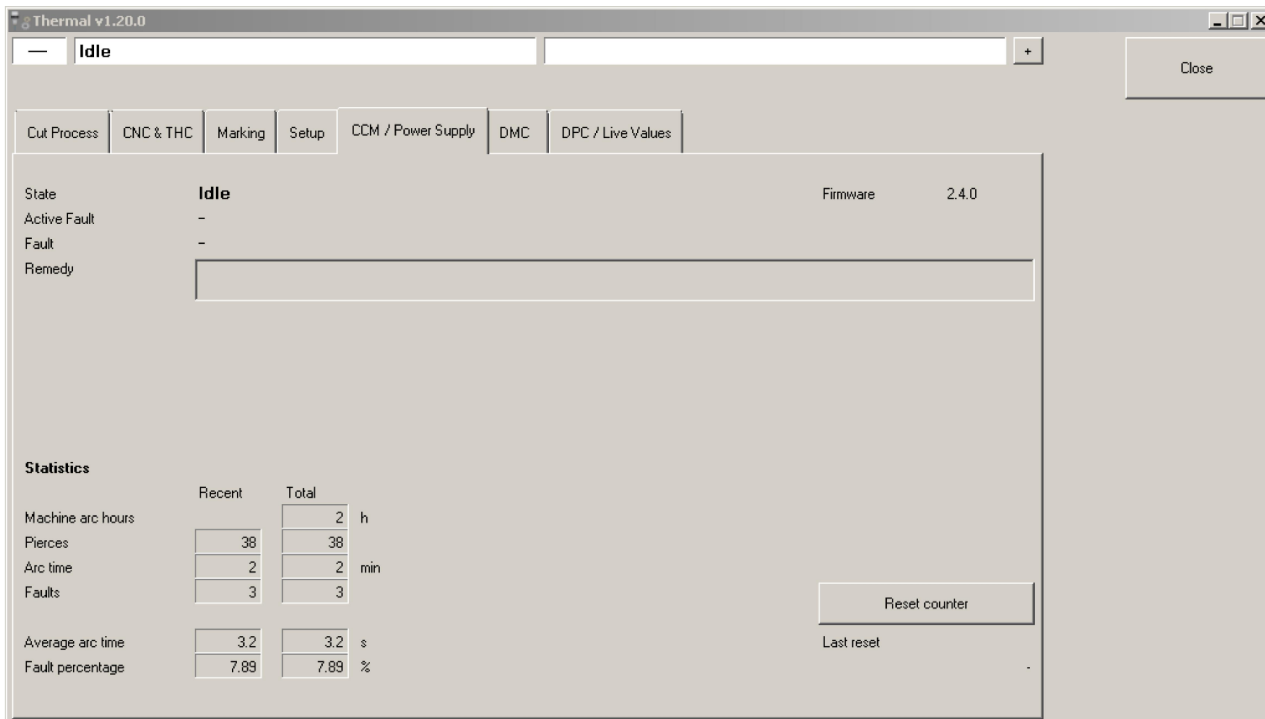 Thermal v1.20.0
— Idle +
Close
Cut Process CNC & THC Marking Setup CCM / Power Supply DMC DPC / Live Values
State Idle Firmware 2.4.0
Active Fault -
Fault -
Remedy
Statistics
Recent Total
Machine arc hours 2 h
Pierces 38 38
Arc time 2 2 min
Faults 3 3
Reset counter
Average arc time 3.2 3.2 s Last reset
Fault percentage 7.89 7.89 % -